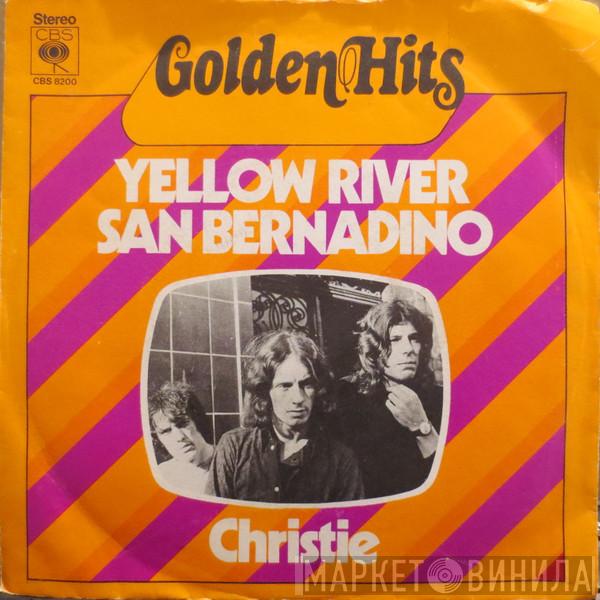 Stereo
CBS
CBS 8200
Golden Hits
YELLOW RIVER
SAN BERNADINO
Christie
МАРКЕТ ВИНИЛА